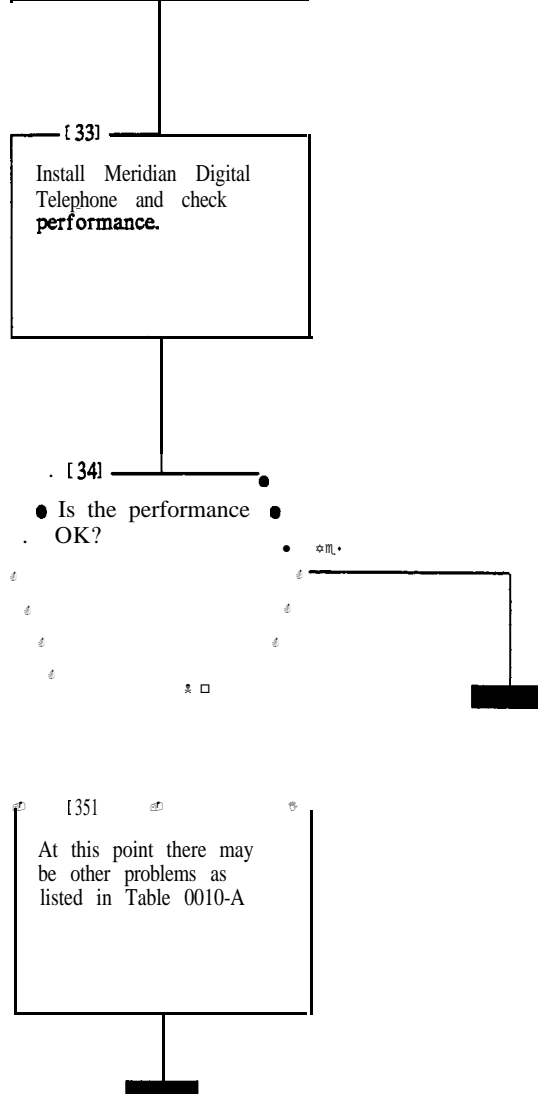 [33]
Install Meridian Digital
Telephone and check
performance.
[34]
Is the performance
OK?
[351
At this point there may
be other problems as
listed in Table 0010-A